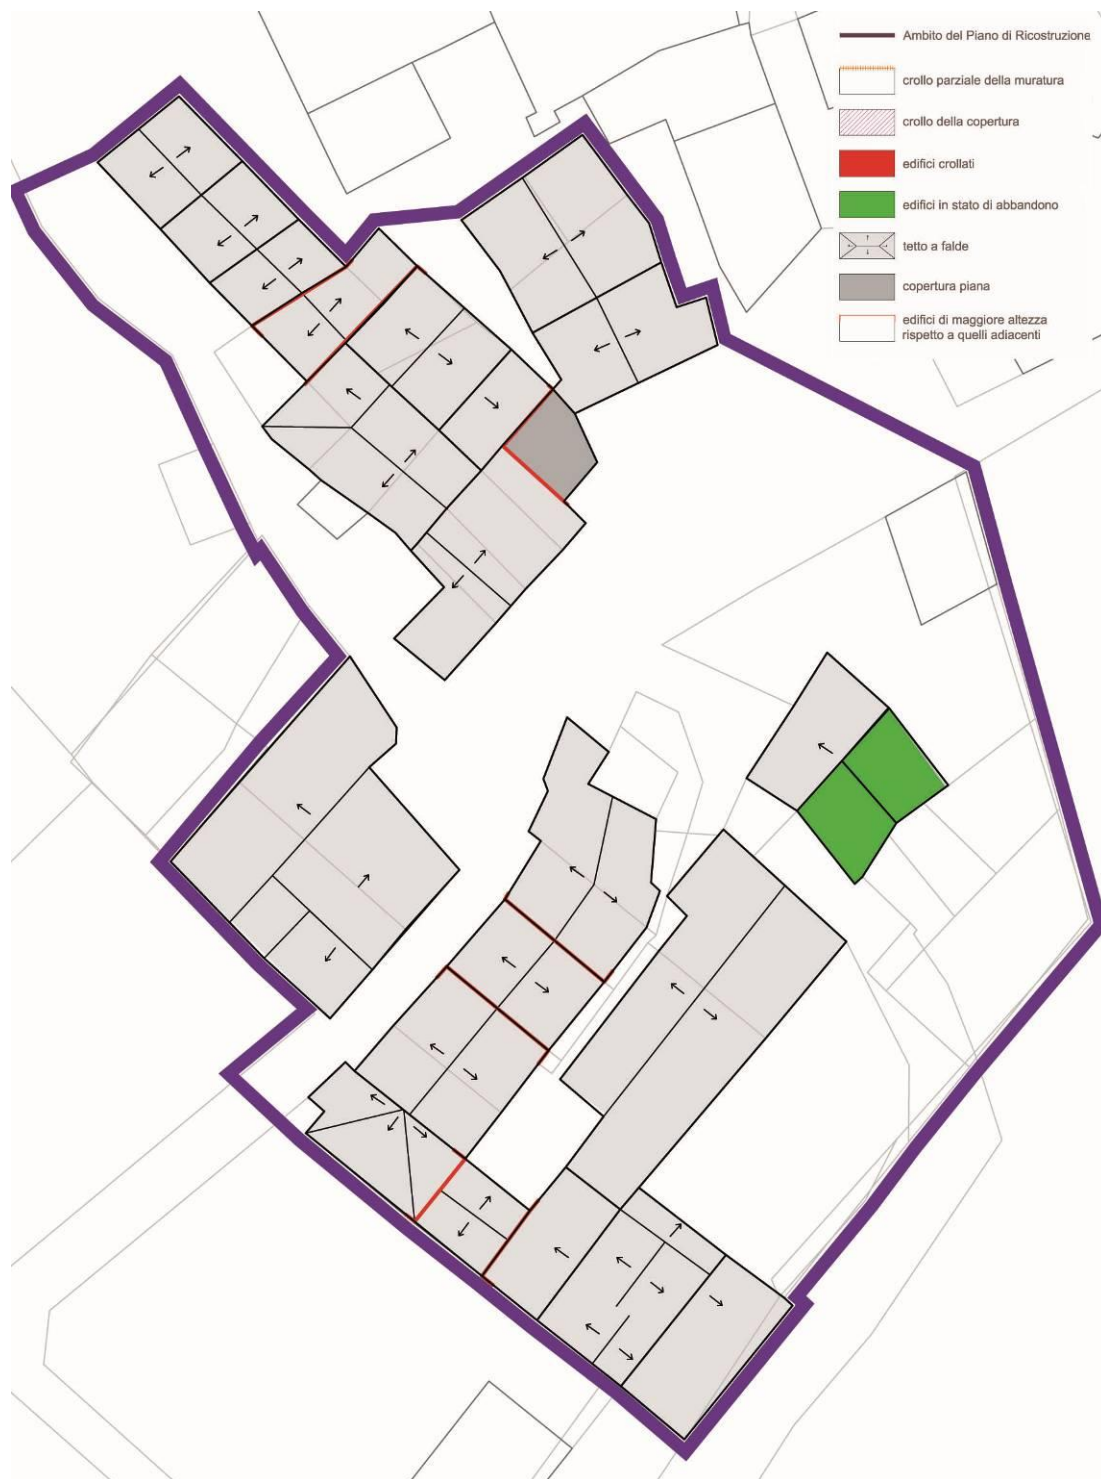 Ambito del Piano di Ricostruzione
crollo parziale della muratura
crollo della copertura
edifici crollati
edifici in stato di abbandono
tetto a falde
copertura piana
edifici di maggiore altezza
rispetto a quelli adiacenti